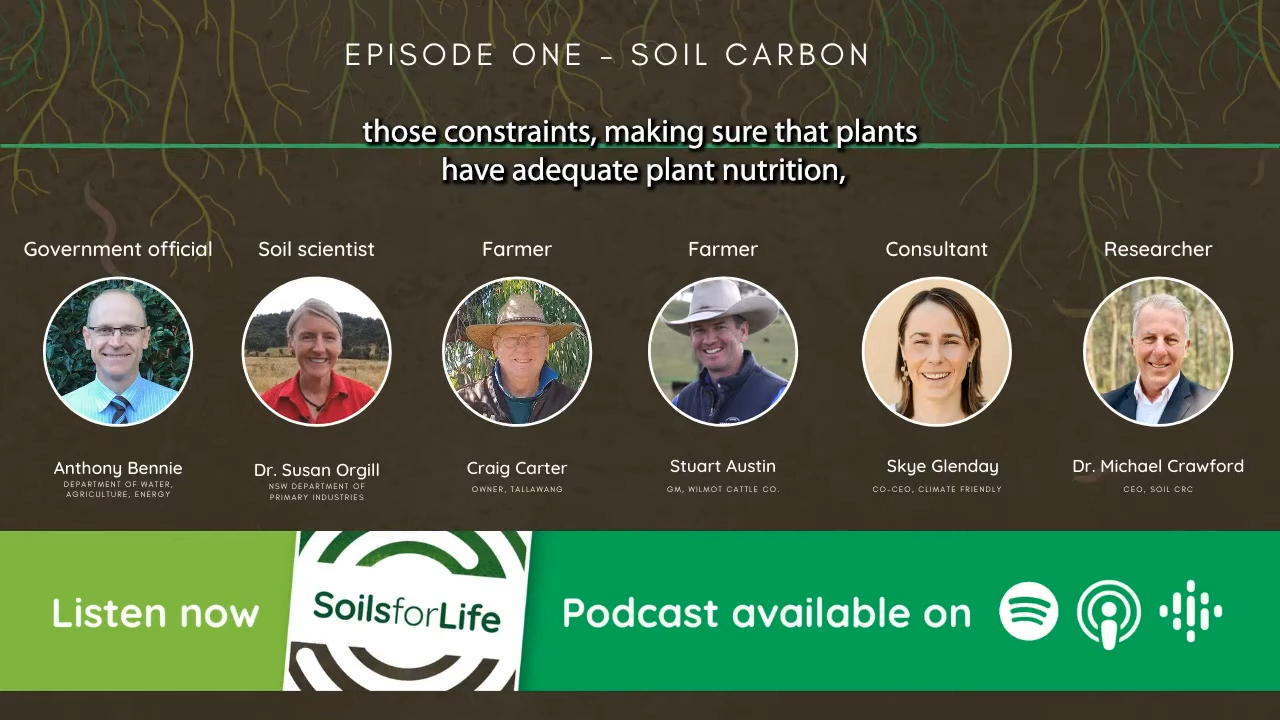 EPISODE ONE – SOIL CARBON
those constraints, making sure that plants
have adequate plant nutrition,
Government official
Soil scientist
Farmer
Farmer
Consultant
Researcher
Anthony Bennie
DEPARTMENT OF WATER,
AGRICULTURE, ENERGY
Dr. Susan Orgill
NSW DEPARTMENT OF
PRIMARY INDUSTRIES
Craig Carter
OWNER, TALLAWANG
Stuart Austin
GM, WILMOT CATTLE CO.
Skye Glenday
CO-CEO, CLIMATE FRIENDLY
Dr. Michael Crawford
CEO, SOIL CRC
Listen now
SoilsforLife
Podcast available on